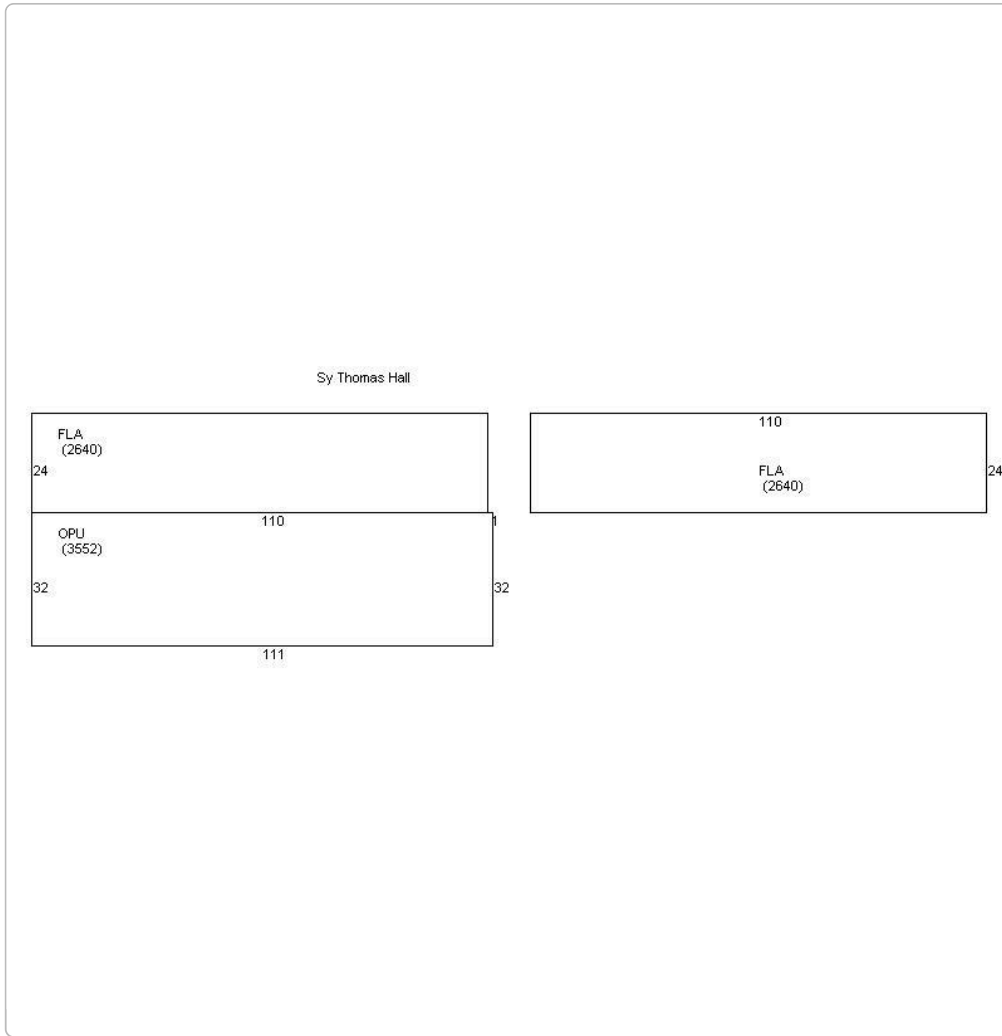 Sy Thomas Hall
FLA
(2640)
24
110
1
OPU
(3552)
32
32
111
110
FLA
(2640)
24